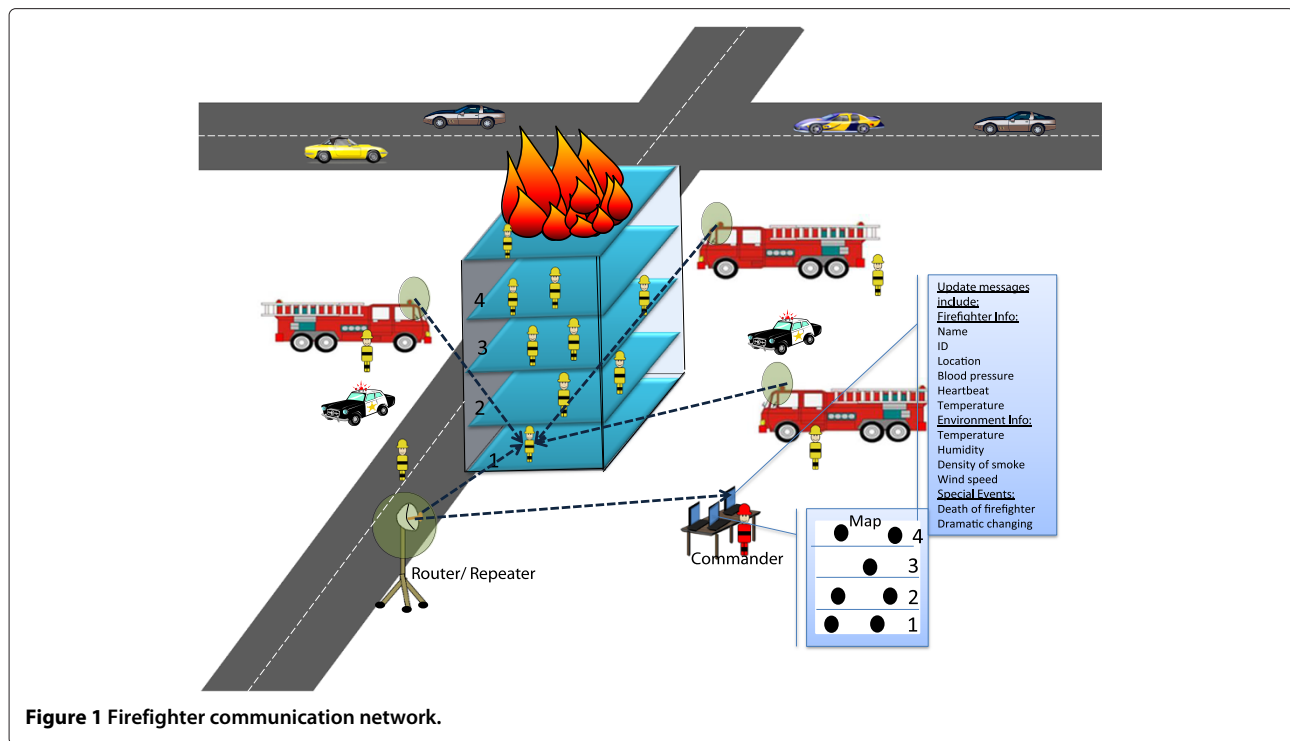 4
3
2
1
Router/ Repeater
Commander
Map
4
3
2
1
Update messages
include:
Firefighter Info:
Name
ID
Location
Blood pressure
Heartbeat
Temperature
Environment Info:
Temperature
Humidity
Density of smoke
Wind speed
Special Events:
Death of firefighter
Dramatic changing
Figure 1 Firefighter communication network.